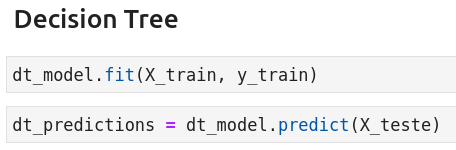 Decision Tree
dt_model.fit(X_train, y_train)
dt_predictions = dt_model.predict(X_teste)